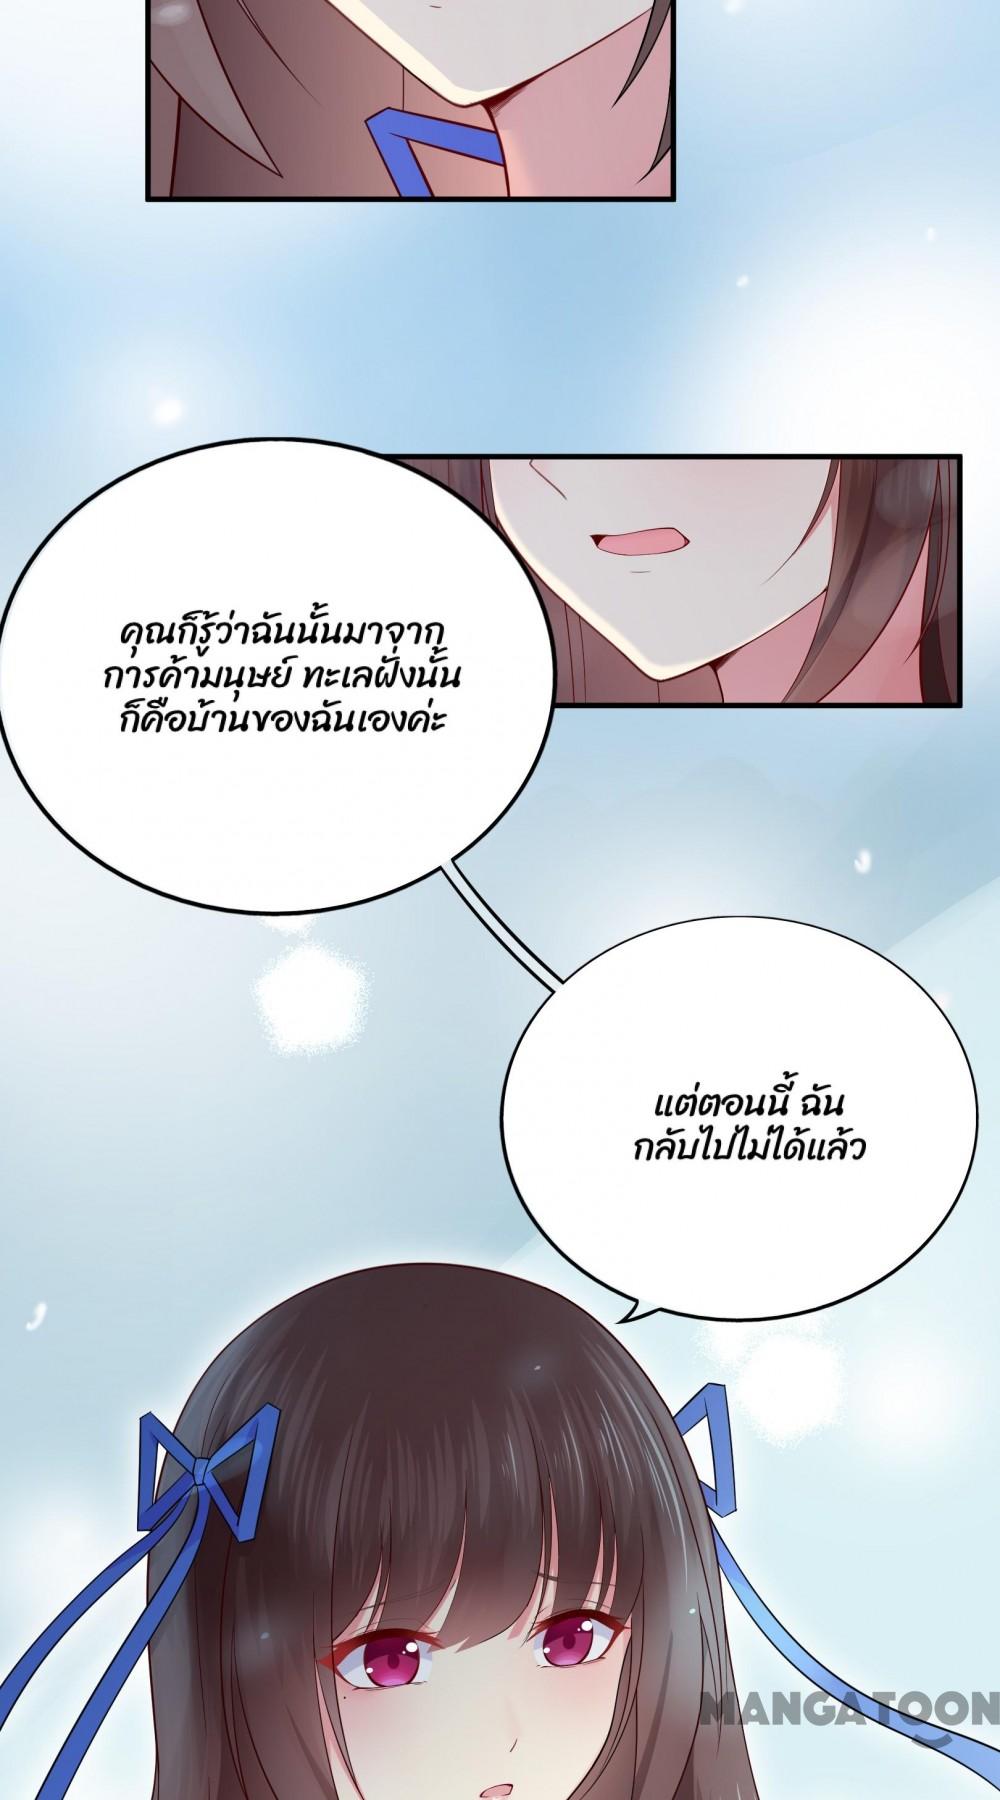 คุณก็รู้ว่าฉันนั้นมาจาก
การค้ามนุษย์ ทะเลฝั่งนั้น
ก็คือบ้านของฉันเองค่ะ
แต่ตอนนี้ ฉัน
กลับไปไม่ได้แล้ว
MANGATOON